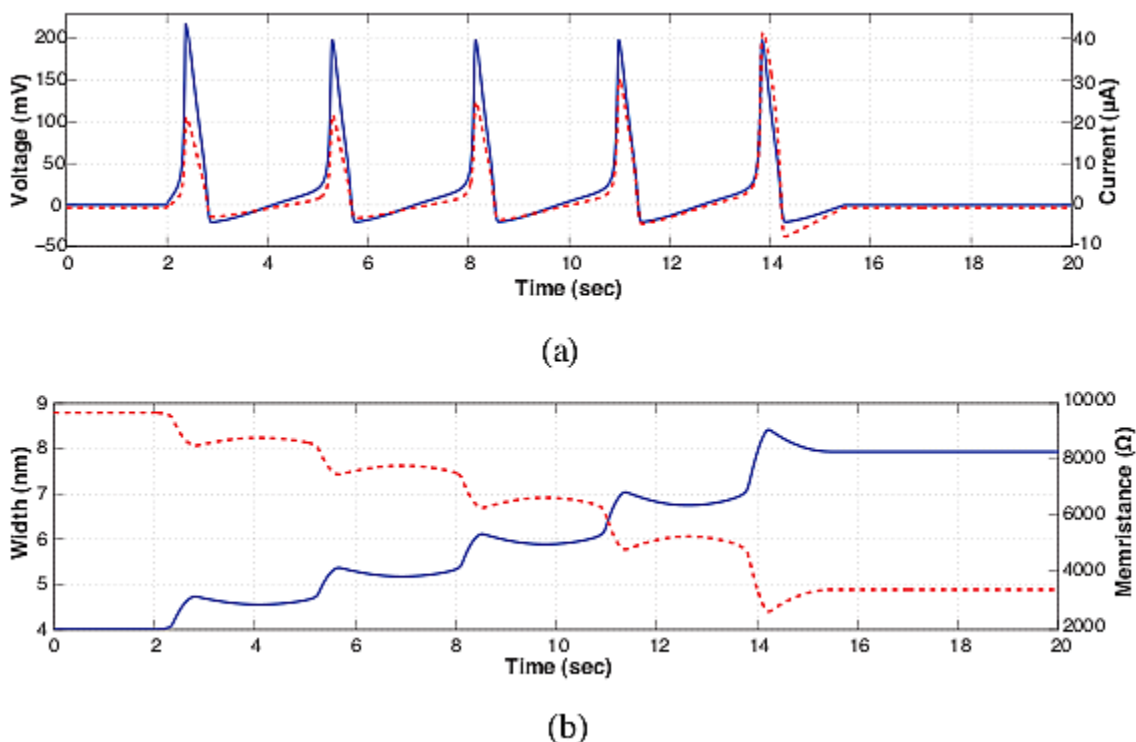 Voltage (mV)
200
150
100
50
0
−50
40
30
20
10
0
-10
Current (µA)
0 2 4 6 8 10 12 14 16 18 20
Time (sec)
(a)
Width (nm)
9
8
7
6
5
4
10000
8000
6000
4000
2000
Memristance (Ω)
0 2 4 6 8 10 12 14 16 18 20
Time (sec)
(b)